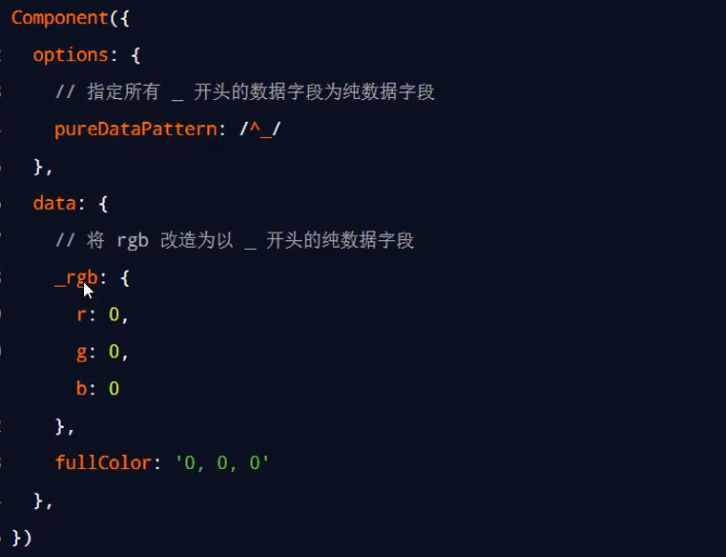 Component({
options: {
// 指定所有 _ 开头的数据字段为纯数据字段
pureDataPattern: /^_/
},
data: {
// 将 rgb 改造为以 _ 开头的纯数据字段
_rgb: {
r: 0,
g: 0,
b: 0
},
fullColor: '0, 0, 0'
},
})